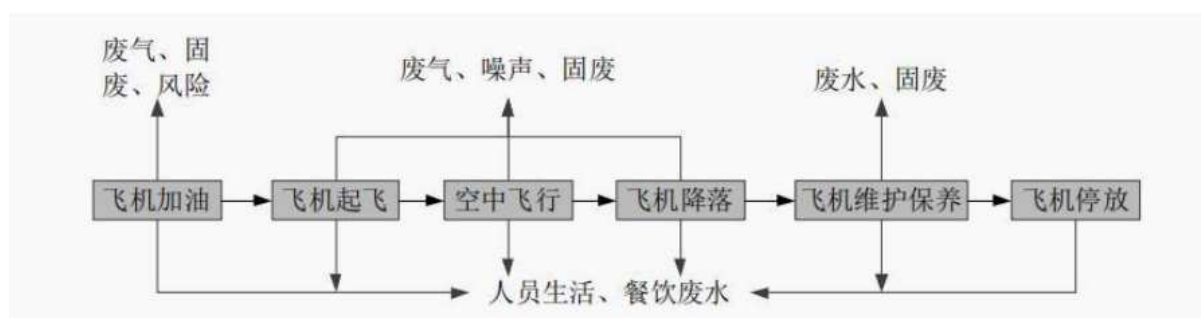 废气、固
废、风险
废气、噪声、固废
废水、固废
飞机加油
飞机起飞
空中飞行
飞机降落
飞机维护保养
飞机停放
人员生活、餐饮废水